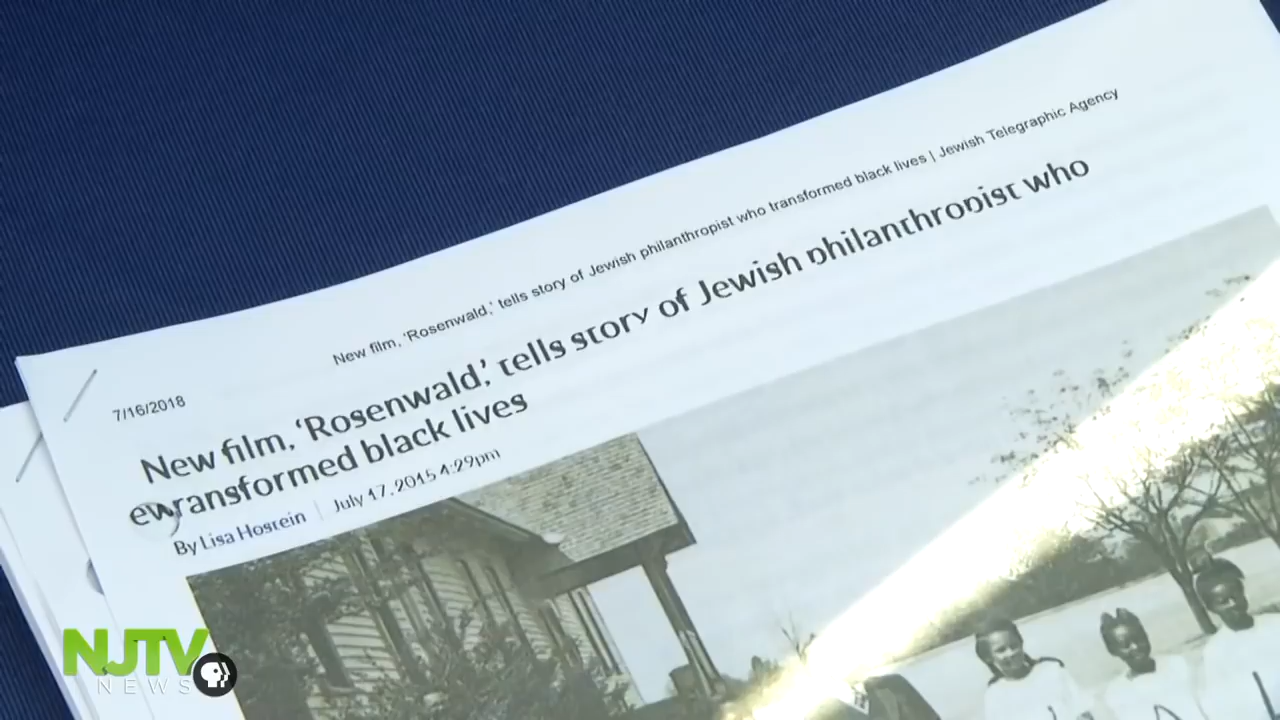 New film, 'Rosenwald,' tells story of Jewish philanthropist who transformed black lives | Jewish Telegraphic Agency
7/16/2018
New film, 'Rosenwald,' tells story of Jewish philanthropist who
transformed black lives
By Lisa Hostein | July 17, 2015 4:29pm
NJTV
NEWS